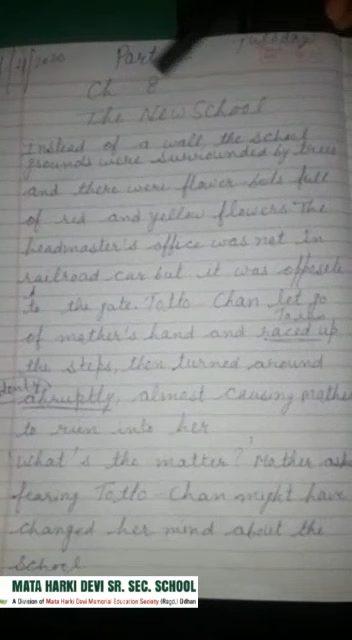 /4/2020 Part Tuesday
Ch 8
The New School
Instead of a wall, the school
grounds were surrounded by trees
and there were flower beds full
of red and yellow flowers The
headmaster's office was not in
railroad car but it was opposite
to the gate. Totto Chan let go
To run
of mother's hand and raced up
the steps, then turned around
abruptly, almost causing mother
to run into her
What's the matter? Mother ask
fearing Totto-Chan might have
changed her mind about the
School
MATA HARKI DEVI SR. SEC. SCHOOL
A Division of Mata Harki Devi Memorial Education Society (Regd.) Odhan